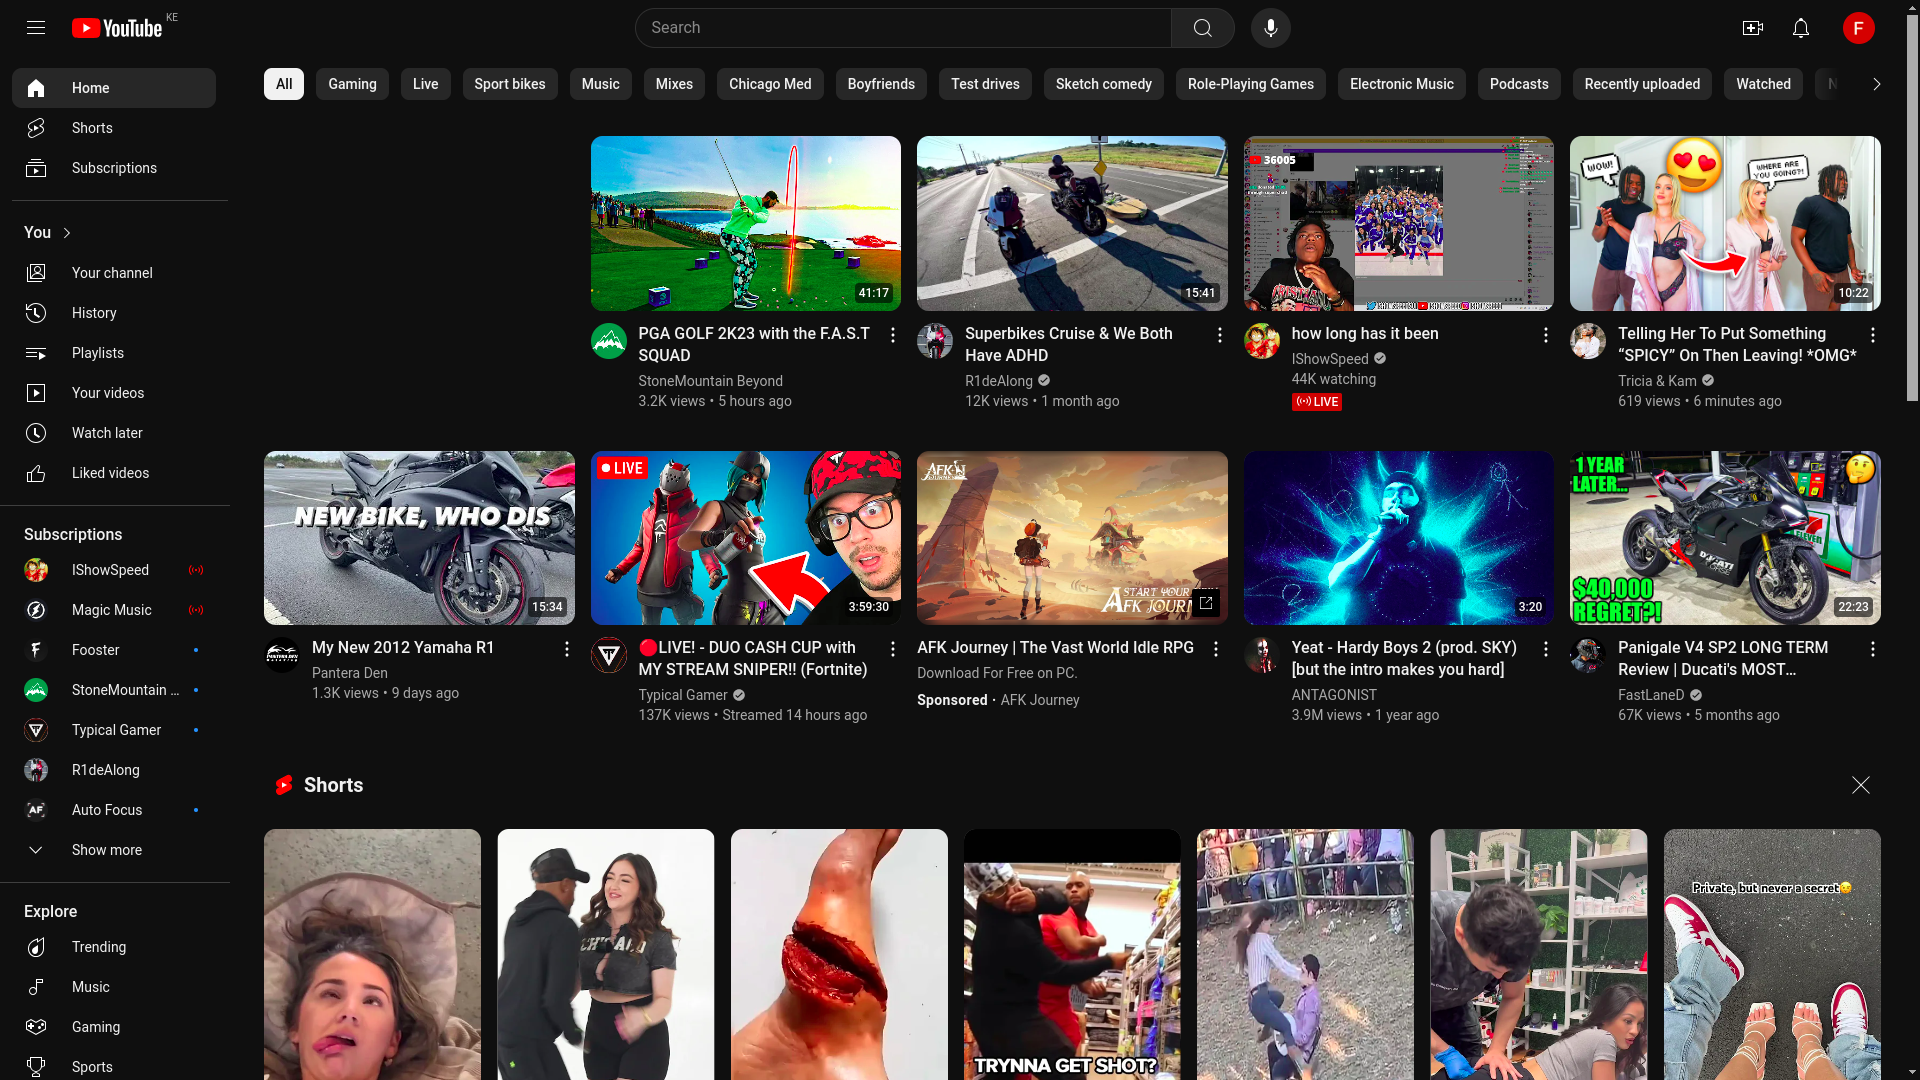 YouTube KE
Search
F
Home
Shorts
Subscriptions
You
Your channel
History
Playlists
Your videos
Watch later
Liked videos
Subscriptions
IShowSpeed
Magic Music
Fooster
StoneMountain ...
Typical Gamer
R1deAlong
AF
Auto Focus
Show more
Explore
Trending
Music
Gaming
Sports
All
Gaming
Live
Sport bikes
Music
Mixes
Chicago Med
Boyfriends
Test drives
Sketch comedy
Role-Playing Games
Electronic Music
Podcasts
Recently uploaded
Watched
41:17
PGA GOLF 2K23 with the F.A.S.T
SQUAD
StoneMountain Beyond
3.2K views • 5 hours ago
15:41
Superbikes Cruise & We Both
Have ADHD
R1deAlong
12K views • 1 month ago
36005
how long has it been
IShowSpeed
44K watching
LIVE
WOW!
WHERE ARE
YOU GOING?!
10:22
Telling Her To Put Something
“SPICY” On Then Leaving! *OMG*
Tricia & Kam
619 views • 6 minutes ago
NEW BIKE, WHO DIS
15:34
My New 2012 Yamaha R1
Pantera Den
1.3K views • 9 days ago
LIVE
3:59:30
🔴LIVE! - DUO CASH CUP with
MY STREAM SNIPER!! (Fortnite)
Typical Gamer
137K views • Streamed 14 hours ago
AFK
START YOUR
AFK JOURN
AFK Journey | The Vast World Idle RPG
Download For Free on PC.
Sponsored · AFK Journey
3:20
Yeat - Hardy Boys 2 (prod. SKY)
[but the intro makes you hard]
ANTAGONIST
3.9M views • 1 year ago
1 YEAR
LATER...
ELEVEN
DUCATI
$40,000
REGRET?!
22:23
Panigale V4 SP2 LONG TERM
Review | Ducati's MOST...
FastLaneD
67K views • 5 months ago
Shorts
CHICAGO
TRYNNA GET SHOT?
Private, but never a secret😉